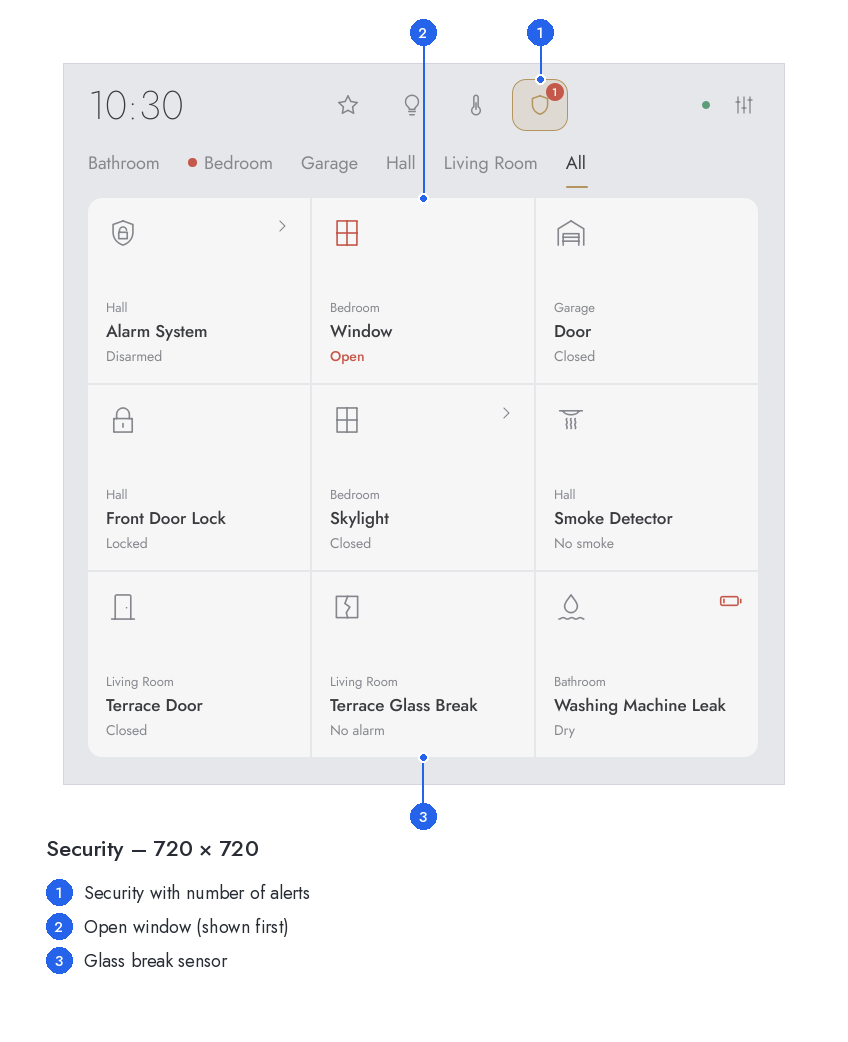 2 1
10:30 1
Bathroom Bedroom Garage Hall Living Room All
Hall
Alarm System
Disarmed
Bedroom
Window
Open
Garage
Door
Closed
Hall
Front Door Lock
Locked
Bedroom
Skylight
Closed
Hall
Smoke Detector
No smoke
Living Room
Terrace Door
Closed
Living Room
Terrace Glass Break
No alarm
Bathroom
Washing Machine Leak
Dry
3
Security — 720 × 720
1 Security with number of alerts
2 Open window (shown first)
3 Glass break sensor